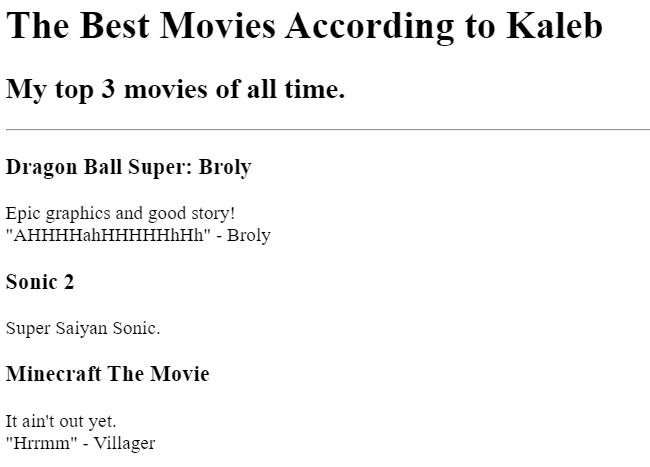 The Best Movies According to Kaleb
My top 3 movies of all time.
Dragon Ball Super: Broly
Epic graphics and good story!
"AHHHHahHHHHHhHh" - Broly
Sonic 2
Super Saiyan Sonic.
Minecraft The Movie
It ain't out yet.
"Hrrmm" - Villager